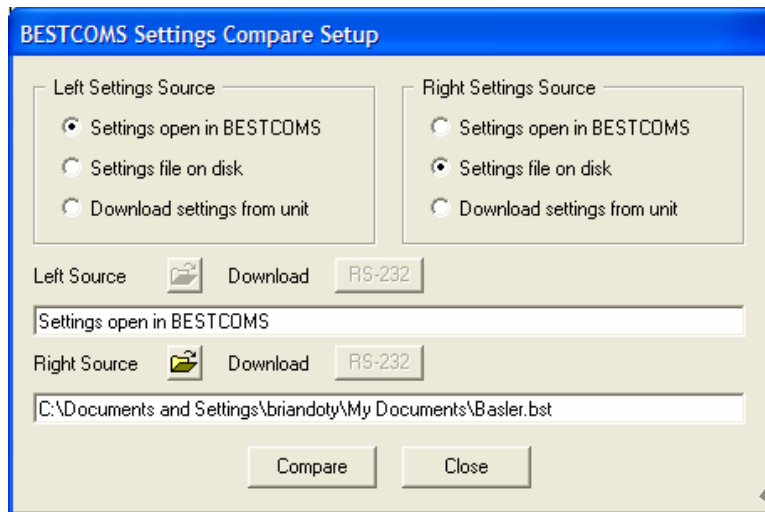 BESTCOMS Settings Compare Setup
Left Settings Source
Right Settings Source
Settings open in BESTCOMS
Settings open in BESTCOMS
Settings file on disk
Settings file on disk
Download settings from unit
Download settings from unit
Left Source Download RS-232
Settings open in BESTCOMS
Right Source Download RS-232
C:\Documents and Settings\briandoty\My Documents\Basler.bst
Compare Close